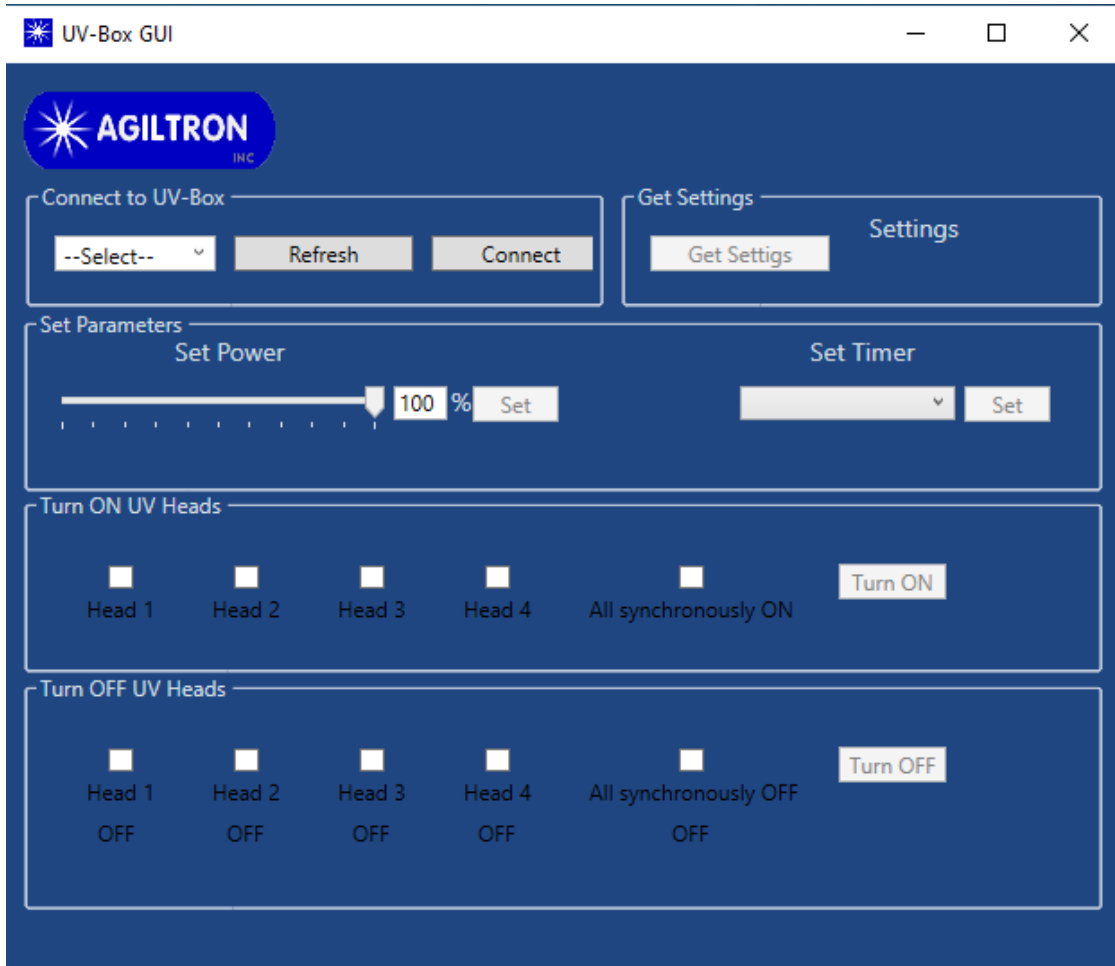 UV-Box GUI
AGILTRON
INC
Connect to UV-Box
--Select-- Refresh Connect
Get Settings
Get Settigs Settings
Set Parameters
Set Power Set Timer
100 % Set Set
Turn ON UV Heads
Head 1 Head 2 Head 3 Head 4 All synchronously ON Turn ON
Turn OFF UV Heads
Head 1 Head 2 Head 3 Head 4 All synchronously OFF Turn OFF
OFF OFF OFF OFF OFF